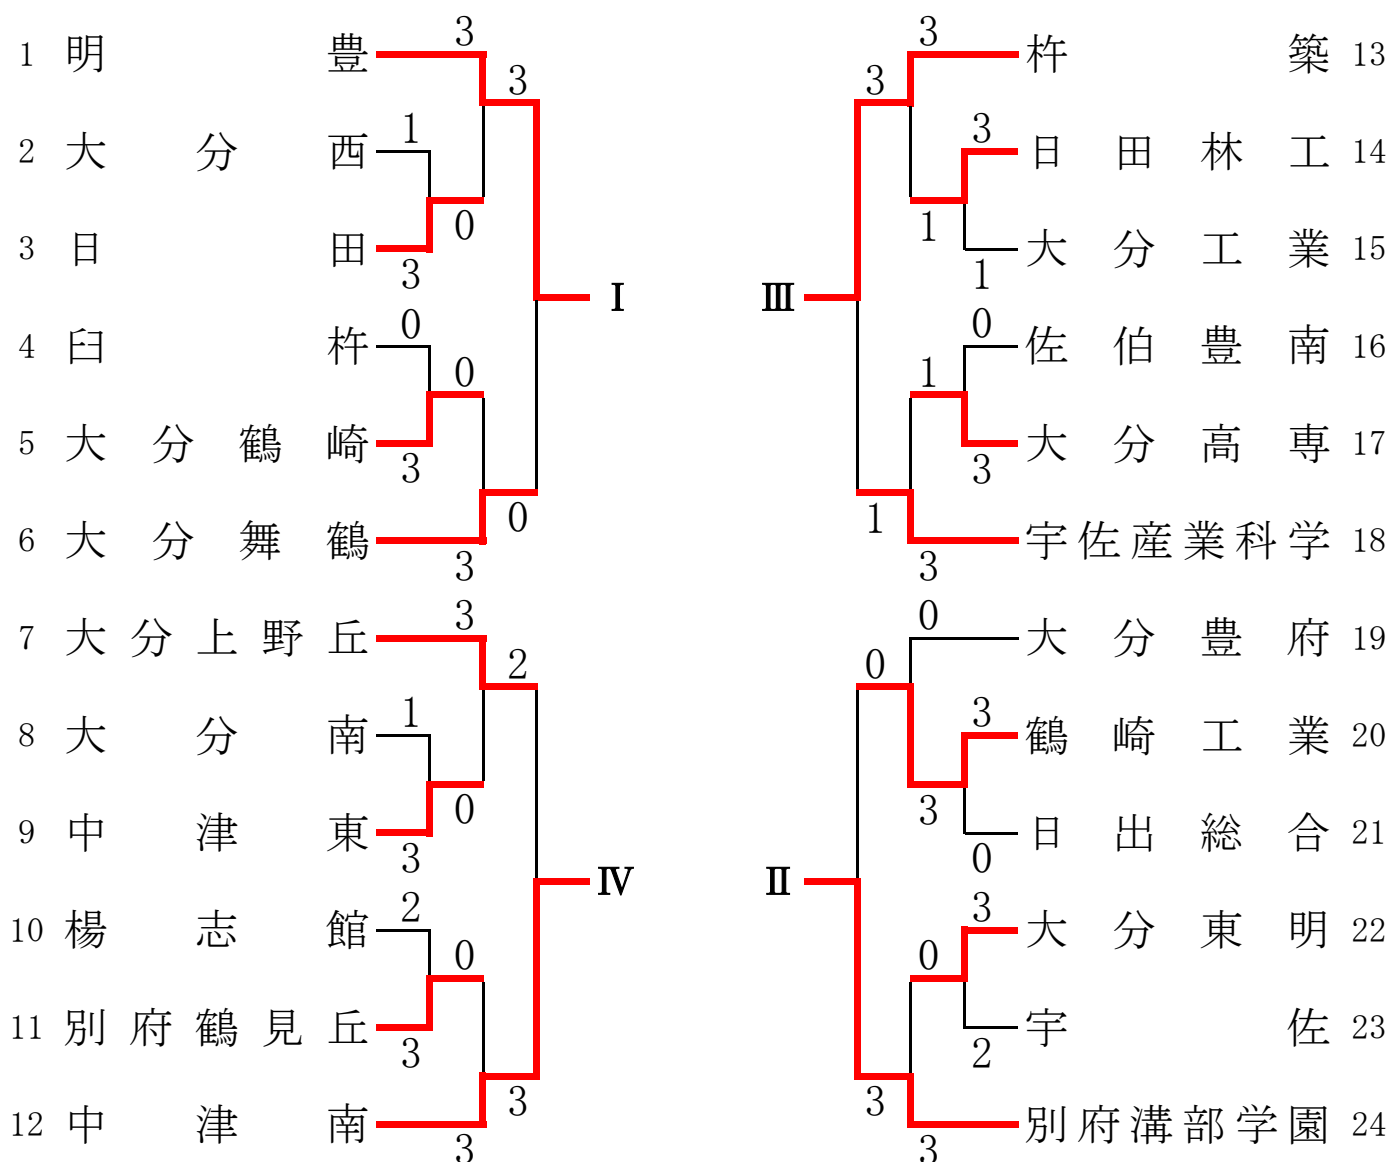 3 3
1 明豊 杵築 13
3 3
1 3
2 大分西 日田林工 14
0 1
3 日田 大分工業 15
3 1
Ⅰ Ⅲ
0 0
4 臼杵 佐伯豊南 16
0 1
5 大分鶴崎 大分高専 17
3 3
0 1
6 大分舞鶴 宇佐産業科学 18
3 3
3 0
7 大分上野丘 大分豊府 19
2 0
1 3
8 大分南 鶴崎工業 20
0 3
9 中津東 日出総合 21
3 0
Ⅳ Ⅱ
2 3
10 楊志館 大分東明 22
0 0
11 別府鶴見丘 宇佐 23
3 2
3 3
12 中津南 別府溝部学園 24
3 3